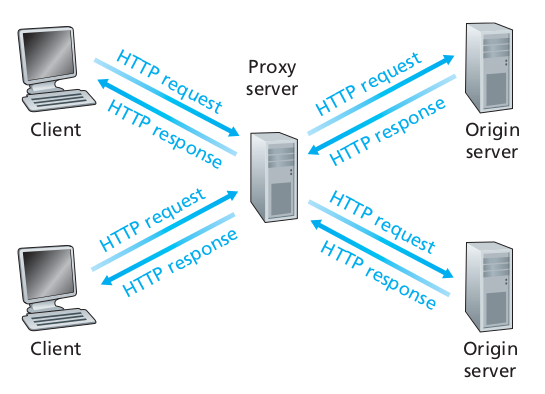 HTTP request
HTTP response
Client
Proxy
server
HTTP request
HTTP response
Origin
server
HTTP request
HTTP response
Client
HTTP request
HTTP response
Origin
server